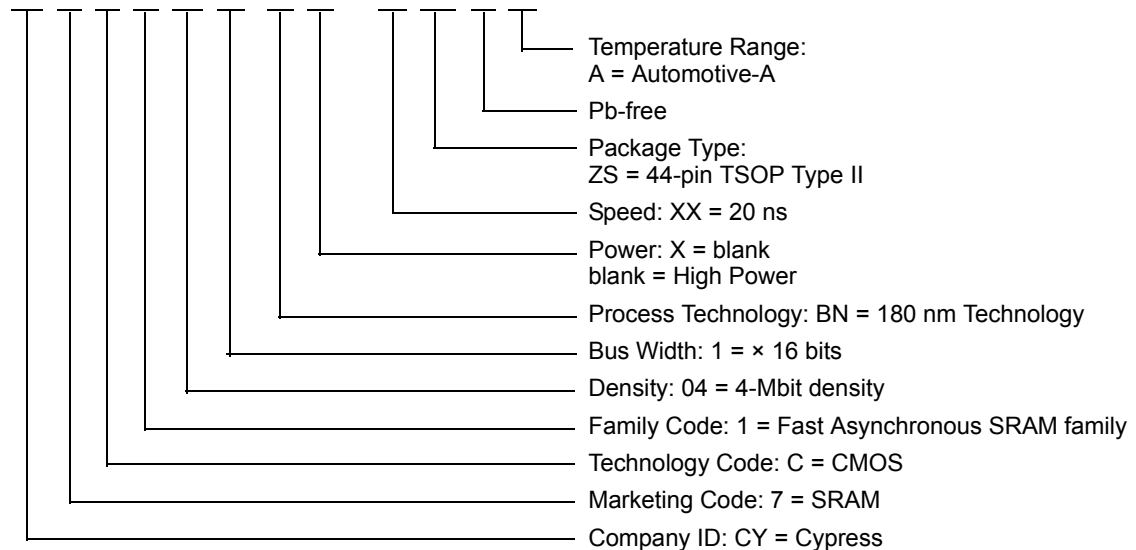 Temperature Range:
A = Automotive-A
Pb-free
Package Type:
ZS = 44-pin TSOP Type II
Speed: XX = 20 ns
Power: X = blank
blank = High Power
Process Technology: BN = 180 nm Technology
Bus Width: 1 = × 16 bits
Density: 04 = 4-Mbit density
Family Code: 1 = Fast Asynchronous SRAM family
Technology Code: C = CMOS
Marketing Code: 7 = SRAM
Company ID: CY = Cypress